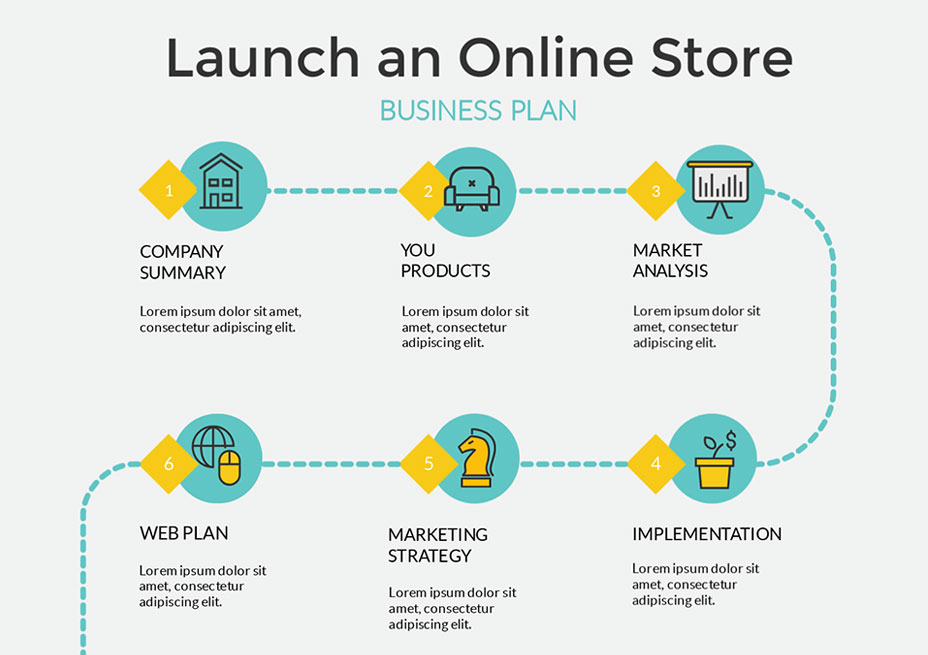 Launch an Online Store
BUSINESS PLAN
1
COMPANY
SUMMARY
Lorem ipsum dolor sit amet,
consectetur adipiscing elit.
2
YOU
PRODUCTS
Lorem ipsum dolor sit
amet, consectetur
adipiscing elit.
3
MARKET
ANALYSIS
Lorem ipsum dolor sit
amet, consectetur
adipiscing elit.
4
$
IMPLEMENTATION
Lorem ipsum dolor sit
amet, consectetur
adipiscing elit.
5
MARKETING
STRATEGY
Lorem ipsum dolor sit
amet, consectetur
adipiscing elit.
6
WEB PLAN
Lorem ipsum dolor sit
amet, consectetur
adipiscing elit.